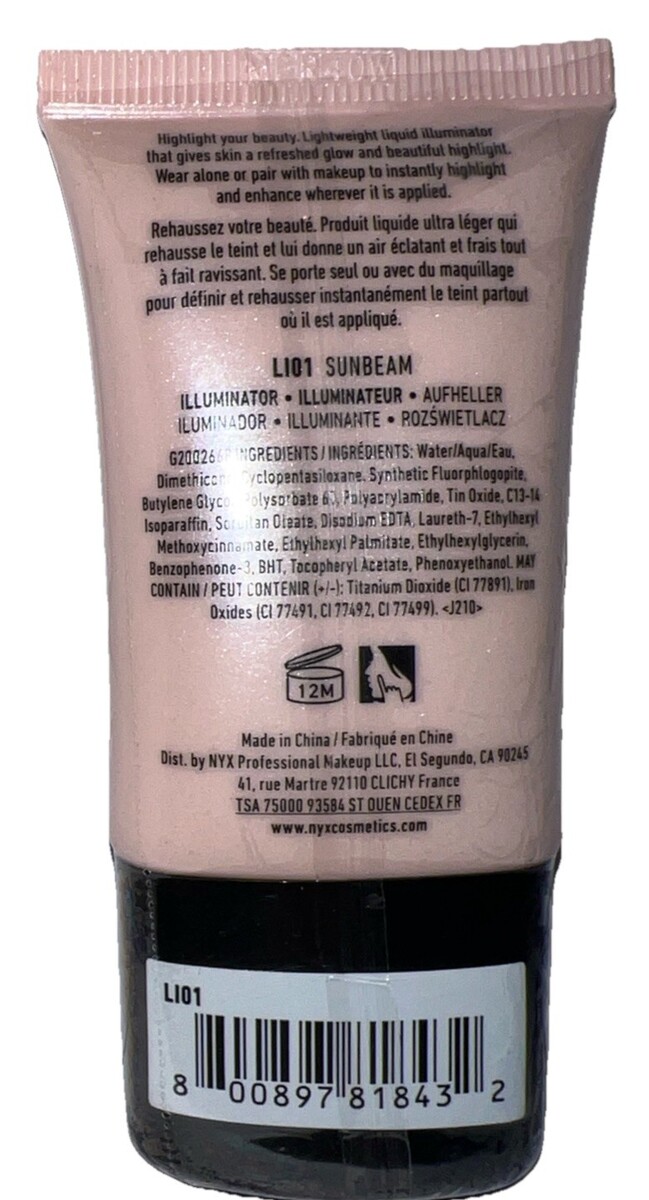 Highlight your beauty. Lightweight liquid illuminator
that gives skin a refreshed glow and beautiful highlight.
Wear alone or pair with makeup to instantly highlight
and enhance wherever it is applied.
Rehaussez votre beauté. Produit liquide ultra léger qui
rehausse le teint et lui donne un air éclatant et frais tout
à fait ravissant. Se porte seul ou avec du maquillage
pour définir et rehausser instantanément le teint partout
où il est appliqué.
LI01 SUNBEAM
ILLUMINATOR • ILLUMINATEUR • AUFHELLER
ILUMINADOR • ILLUMINANTE • ROZŚWIETLACZ
INGREDIENTS / INGRÉDIENTS: Water/Aqua/Eau,
Dimethicone, Cyclopentasiloxane, Synthetic Fluorphlogopite,
Butylene Glycol, Polysorbate Polyacrylamide, Tin Oxide, C13-14
Isoparaffin, Sorbitan Oleate, Disodium EDTA, Laureth-7, Ethylhexyl
Methoxycinnamate, Ethylhexyl Palmitate, Ethylhexylglycerin,
Benzophenone-3, BHT, Tocopheryl Acetate, Phenoxyethanol. MAY
CONTAIN / PEUT CONTENIR (+/-): Titanium Dioxide (CI 77891), Iron
Oxides (CI 77491, CI 77492, CI 77499). <J210>
12M
Made in China / Fabriqué en Chine
Dist. by NYX Professional Makeup LLC, El Segundo, CA 90245
41, rue Martre 92110 CLICHY France
TSA 75000 93584 ST OUEN CEDEX FR
www.nyxcosmetics.com
LI01
8 00897 81843 2